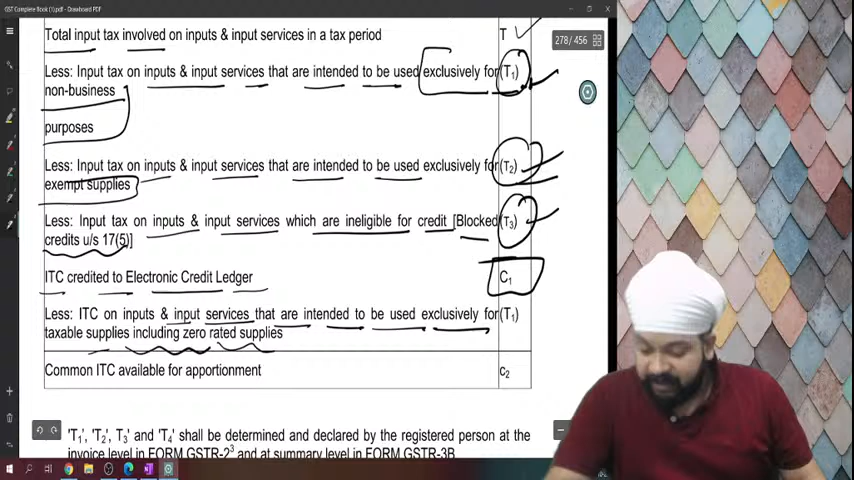 GST Complete Book (1).pdf - Drawboard PDF
Total input tax involved on inputs & input services in a tax period T
278 / 456
Less: Input tax on inputs & input services that are intended to be used exclusively for (T1)
non-business
purposes
Less: Input tax on inputs & input services that are intended to be used exclusively for (T2)
exempt supplies
Less: Input tax on inputs & input services which are ineligible for credit [Blocked (T3)
credits u/s 17(5)]
ITC credited to Electronic Credit Ledger C1
Less: ITC on inputs & input services that are intended to be used exclusively for (T1)
taxable supplies including zero rated supplies
Common ITC available for apportionment c2
'T1', 'T2', T3' and 'T4' shall be determined and declared by the registered person at the
invoice level in FORM GSTR-23 and at summary level in FORM GSTR-3B.